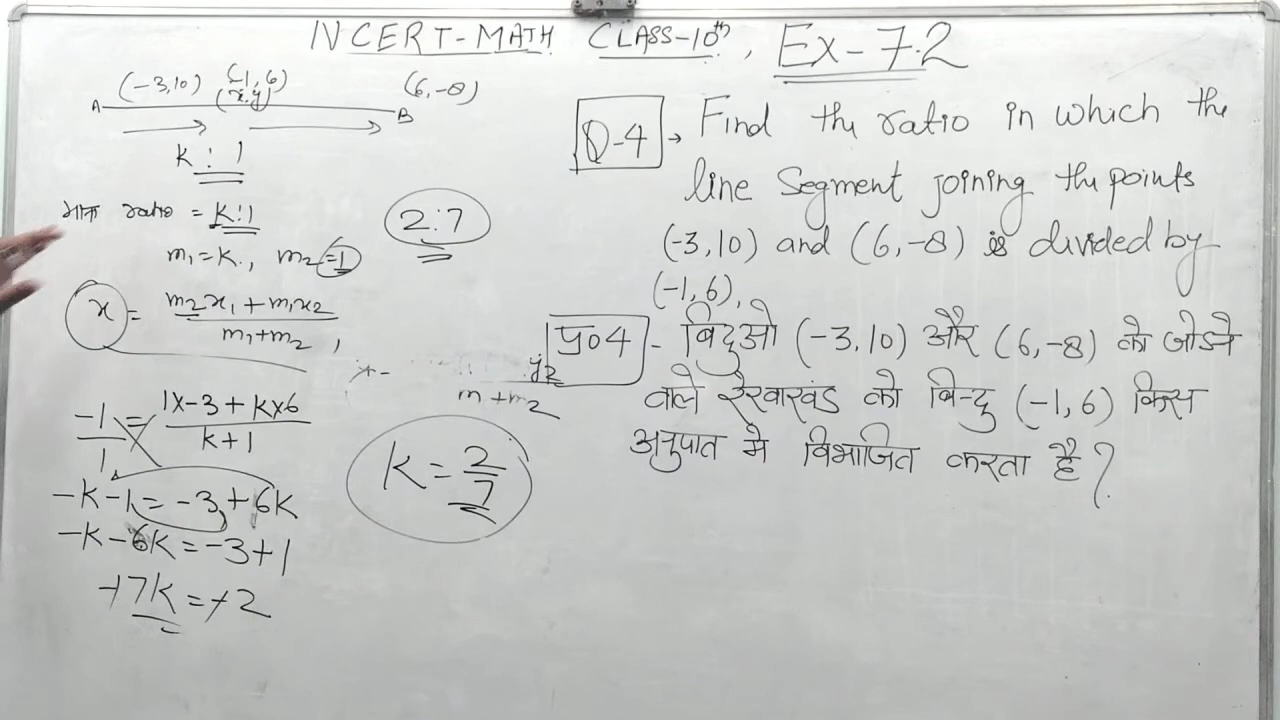 NCERT-MATH CLASS-10th, Ex-7.2
(-3,10) (-1,6) (6,-8)
A (x,y) B
K : 1
माना ratio = K:1
m₁=K, m₂=1
x = m₂x₁+m₁x₂ / m₁+m₂,
-1/1 = 1x-3+Kx6 / K+1
-K-1=-3+6K
-K-6K=-3+1
-7K=-2
2:7
y₂
m+m₂
K=2/7
Q-4 → Find the ratio in which the
line Segment joining the points
(-3,10) and (6,-8) is divided by
(-1,6).
प्र०4 - बिंदुओ (-3,10) और (6,-8) को जोडने
वाले रेखाखंड को बिन्दु (-1,6) किस
अनुपात मे विभाजित करता है?